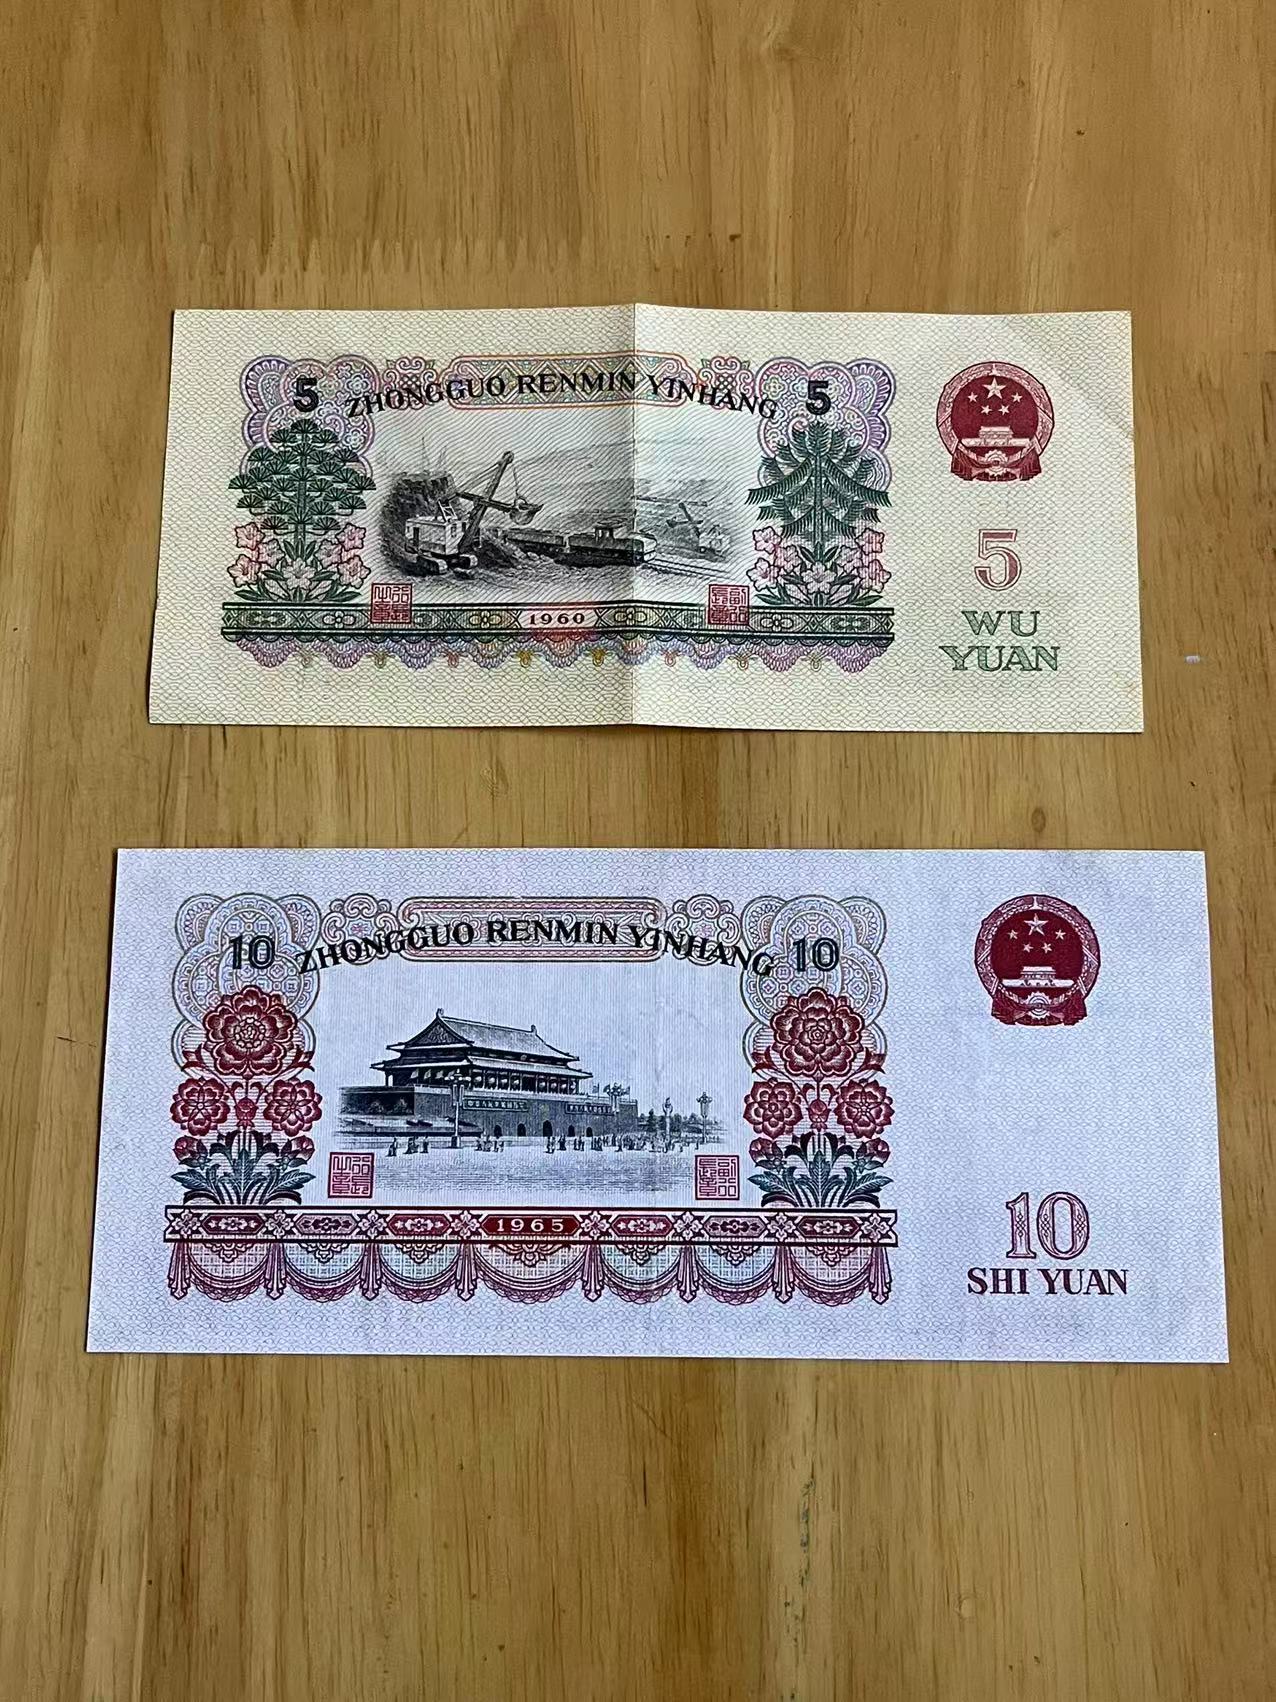 5 ZHONGGUO RENMIN YINHANG 5
5
WU
YUAN
1960
10 ZHONGGUO RENMIN YINHANG 10
10
SHI YUAN
1965